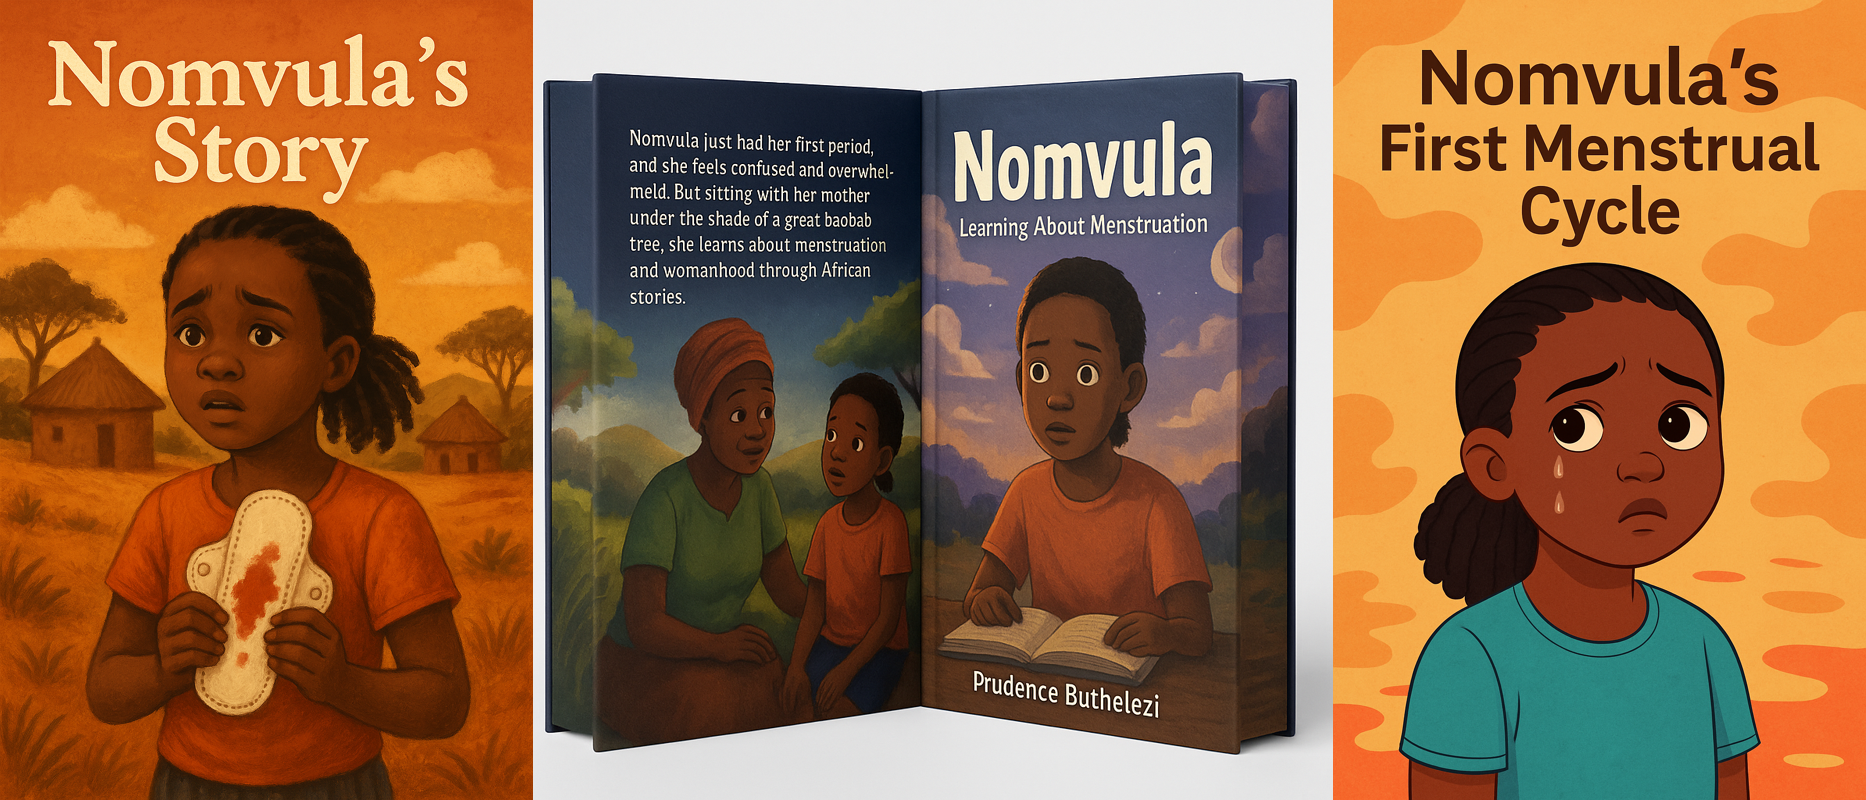 Nomvula's
Story
Nomvula just had her first period,
and she feels confused and overwhel-
meld. But sitting with her mother
under the shade of a great baobab
tree, she learns about menstruation
and womanhood through African
stories.
Nomvula
Learning About Menstruation
Prudence Buthelezi
Nomvula's
First Menstrual
Cycle